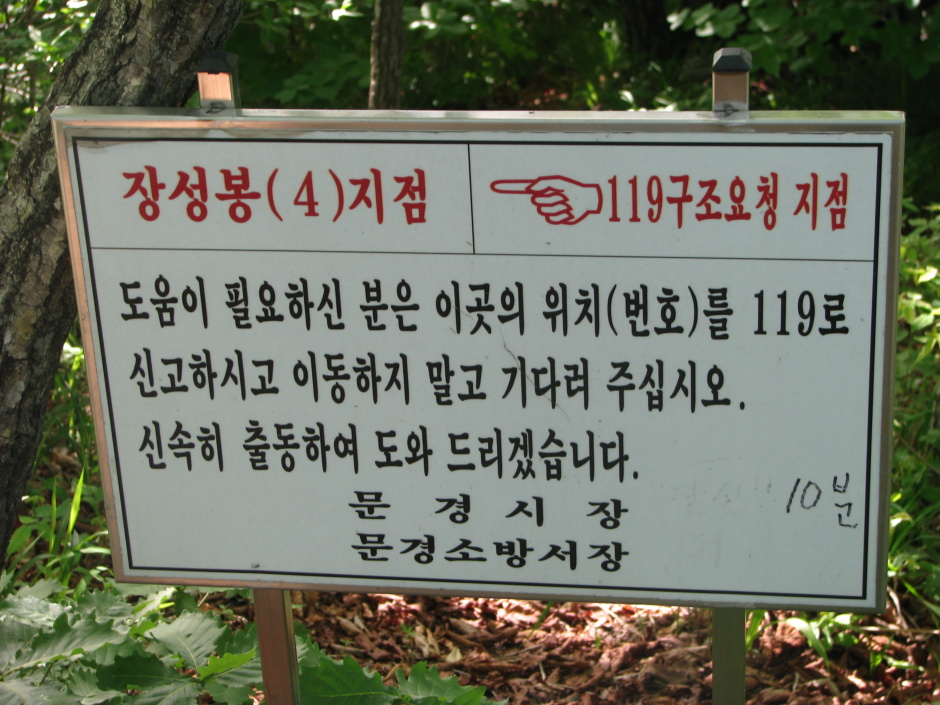 장성봉(4)지점
119구조요청 지점
도움이 필요하신 분은 이곳의 위치(번호)를 119로
신고하시고 이동하지 말고 기다려 주십시오.
신속히 출동하여 도와 드리겠습니다.
10분
문 경 시 장
문경소방서장